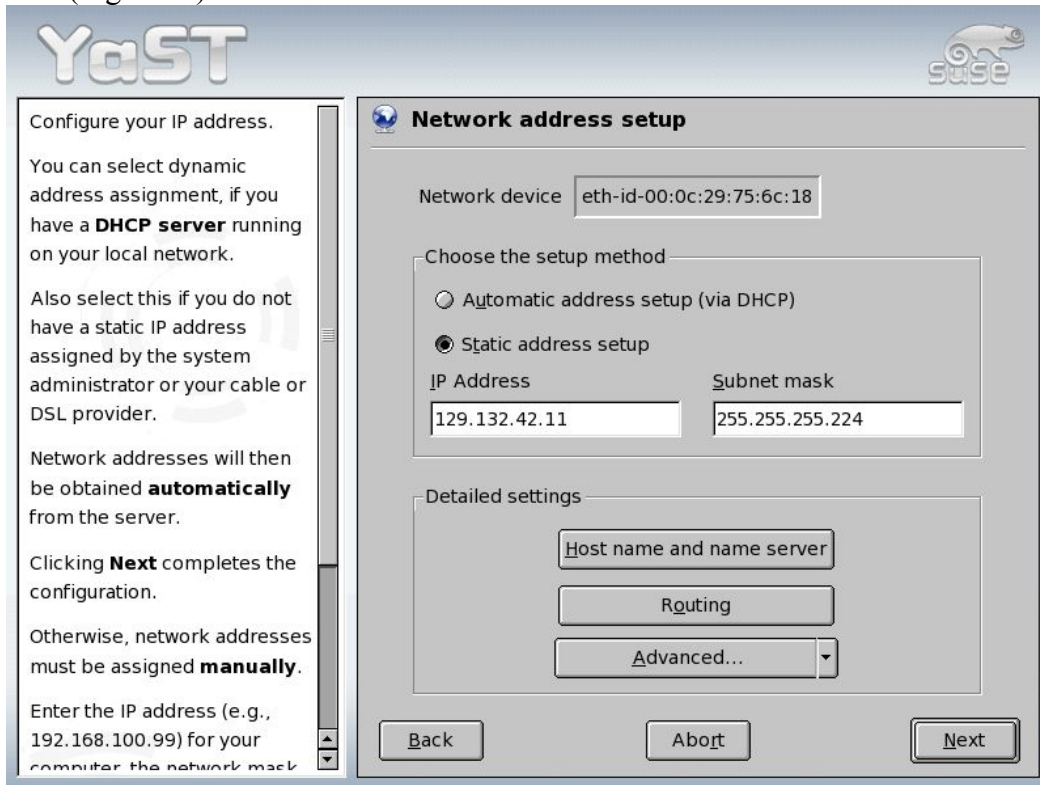 YaST
SUSE
Configure your IP address.
You can select dynamic
address assignment, if you
have a DHCP server running
on your local network.
Also select this if you do not
have a static IP address
assigned by the system
administrator or your cable or
DSL provider.
Network addresses will then
be obtained automatically
from the server.
Clicking Next completes the
configuration.
Otherwise, network addresses
must be assigned manually.
Enter the IP address (e.g.,
192.168.100.99) for your
computer, the network mask
Network address setup
Network device eth-id-00:0c:29:75:6c:18
Choose the setup method
Automatic address setup (via DHCP)
Static address setup
IP Address Subnet mask
129.132.42.11 255.255.255.224
Detailed settings
Host name and name server
Routing
Advanced...
Back Abort Next